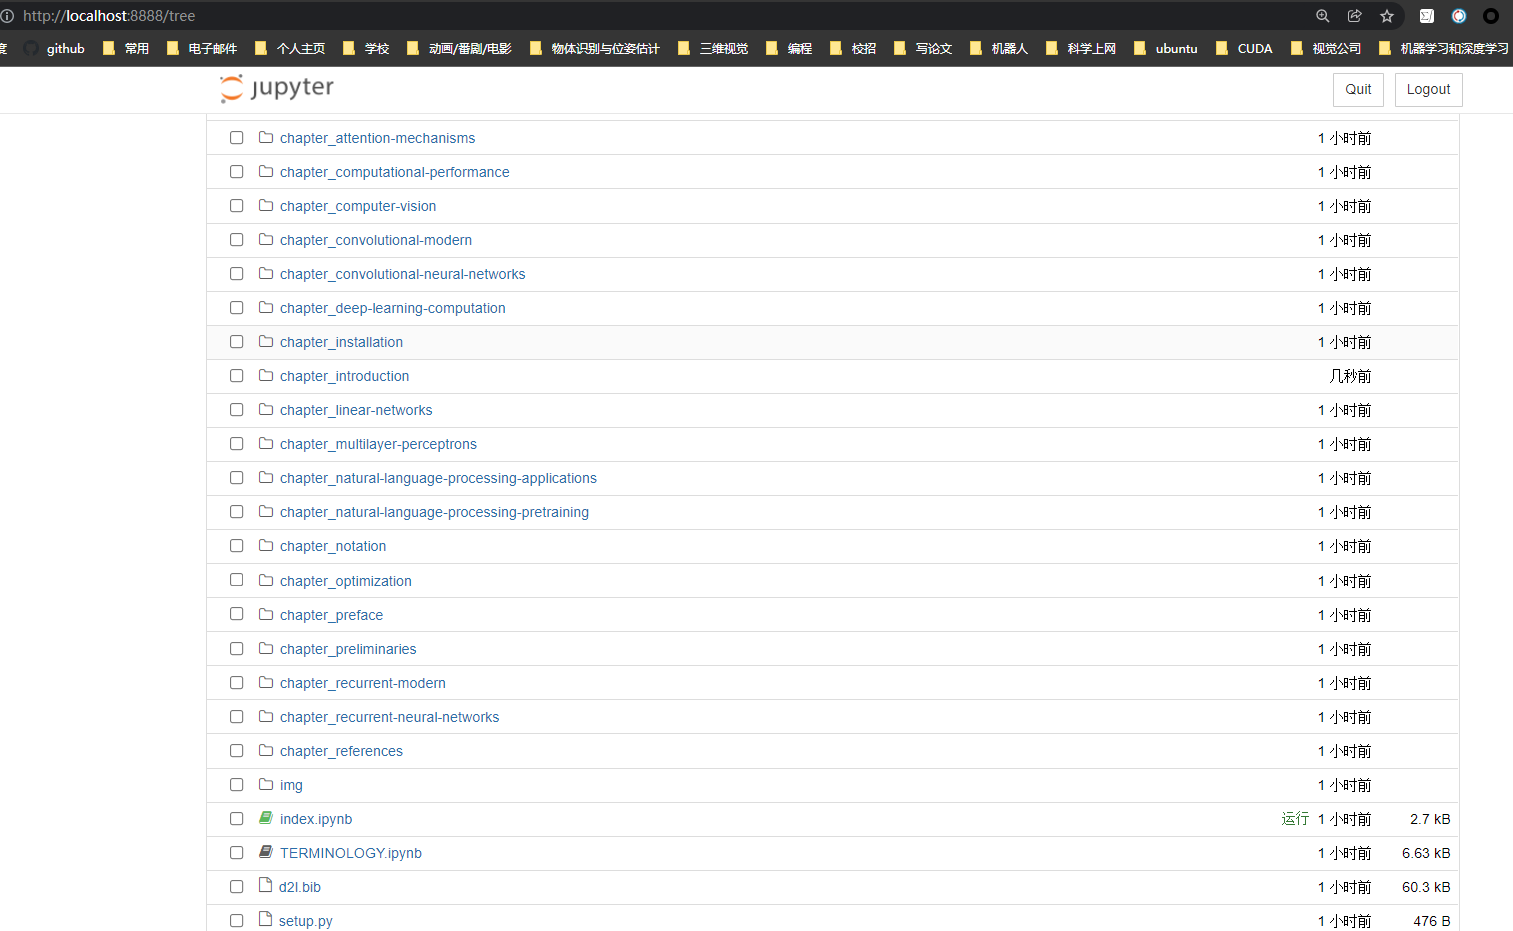 http://localhost:8888/tree
度 github 常用 电子邮件 个人主页 学校 动画/番剧/电影 物体识别与位姿估计 三维视觉 编程 校招 写论文 机器人 科学上网 ubuntu CUDA 视觉公司 机器学习和深度学习
jupyter Quit Logout
chapter_attention-mechanisms 1 小时前
chapter_computational-performance 1 小时前
chapter_computer-vision 1 小时前
chapter_convolutional-modern 1 小时前
chapter_convolutional-neural-networks 1 小时前
chapter_deep-learning-computation 1 小时前
chapter_installation 1 小时前
chapter_introduction 几秒前
chapter_linear-networks 1 小时前
chapter_multilayer-perceptrons 1 小时前
chapter_natural-language-processing-applications 1 小时前
chapter_natural-language-processing-pretraining 1 小时前
chapter_notation 1 小时前
chapter_optimization 1 小时前
chapter_preface 1 小时前
chapter_preliminaries 1 小时前
chapter_recurrent-modern 1 小时前
chapter_recurrent-neural-networks 1 小时前
chapter_references 1 小时前
img 1 小时前
index.ipynb 运行 1 小时前 2.7 kB
TERMINOLOGY.ipynb 1 小时前 6.63 kB
d2l.bib 1 小时前 60.3 kB
setup.py 1 小时前 476 B